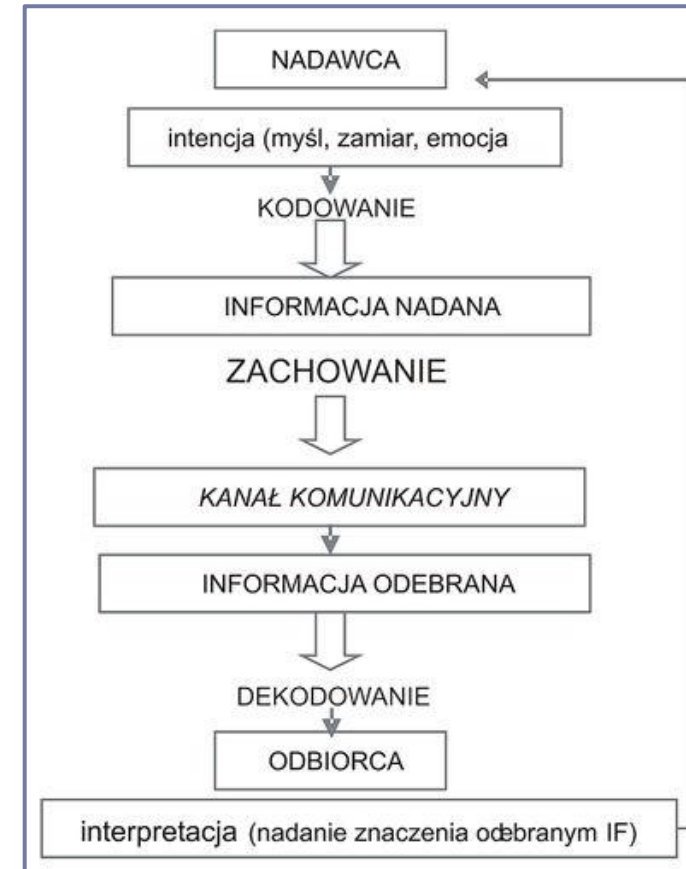 NADAWCA
intencja (myśl, zamiar, emocja
KODOWANIE
INFORMACJA NADANA
ZACHOWANIE
KANAŁ KOMUNIKACYJNY
INFORMACJA ODEBRANA
DEKODOWANIE
ODBIORCA
interpretacja (nadanie znaczenia odebranym IF)